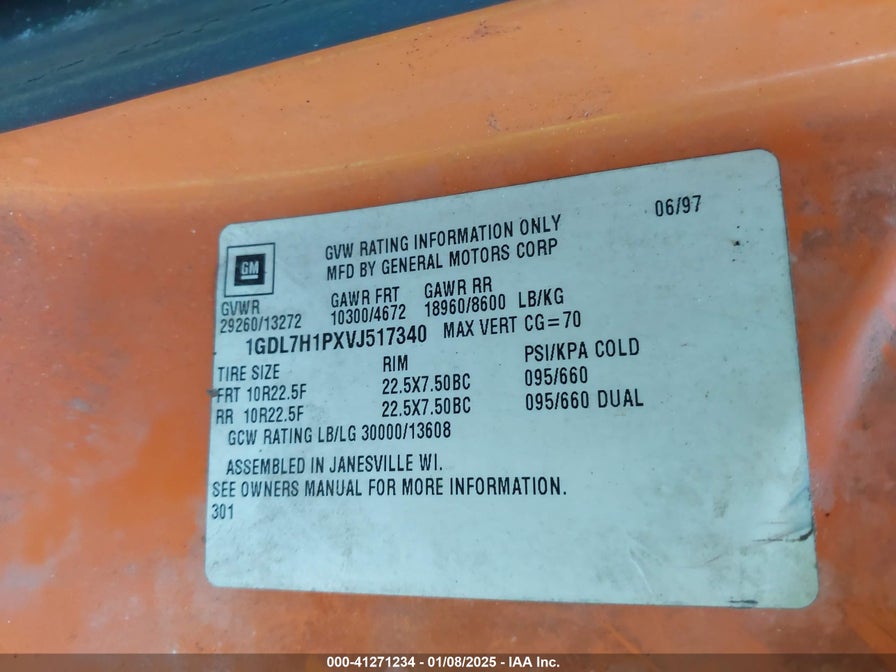 06/97
GM
GVW RATING INFORMATION ONLY
MFD BY GENERAL MOTORS CORP
GVWR GAWR FRT GAWR RR
29260/13272 10300/4672 18960/8600 LB/KG
1GDL7H1PXVJ517340 MAX VERT CG=70
TIRE SIZE RIM PSI/KPA COLD
FRT 10R22.5F 22.5X7.50BC 095/660
RR 10R22.5F 22.5X7.50BC 095/660 DUAL
GCW RATING LB/LG 30000/13608
ASSEMBLED IN JANESVILLE WI.
SEE OWNERS MANUAL FOR MORE INFORMATION.
301
000-41271234 - 01/08/2025 - IAA Inc.